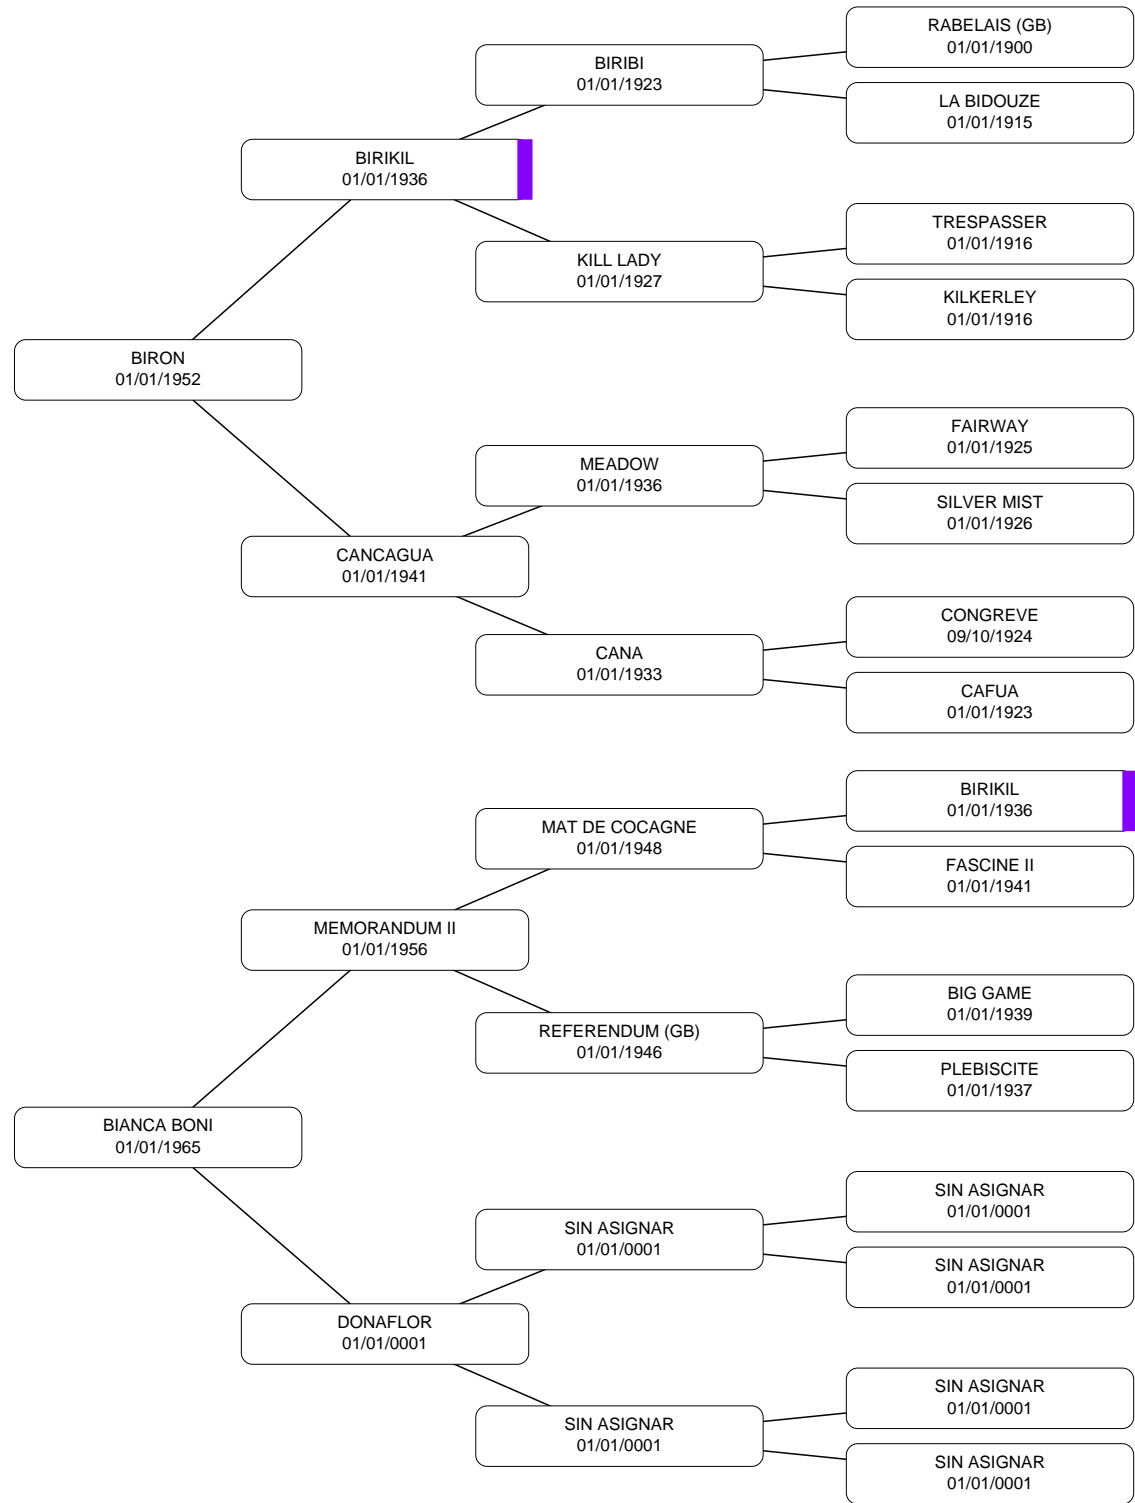 RABELAIS (GB)
01/01/1900
BIRIBI
01/01/1923
LA BIDOUZE
01/01/1915
BIRIKIL
01/01/1936
TRESPASSER
01/01/1916
KILL LADY
01/01/1927
KILKERLEY
01/01/1916
BIRON
01/01/1952
FAIRWAY
01/01/1925
MEADOW
01/01/1936
SILVER MIST
01/01/1926
CANCAGUA
01/01/1941
CONGREVE
09/10/1924
CANA
01/01/1933
CAFUA
01/01/1923
BIRIKIL
01/01/1936
MAT DE COCAGNE
01/01/1948
FASCINE II
01/01/1941
MEMORANDUM II
01/01/1956
BIG GAME
01/01/1939
REFERENDUM (GB)
01/01/1946
PLEBISCITE
01/01/1937
BIANCA BONI
01/01/1965
SIN ASIGNAR
01/01/0001
SIN ASIGNAR
01/01/0001
SIN ASIGNAR
01/01/0001
DONAFLOR
01/01/0001
SIN ASIGNAR
01/01/0001
SIN ASIGNAR
01/01/0001
SIN ASIGNAR
01/01/0001